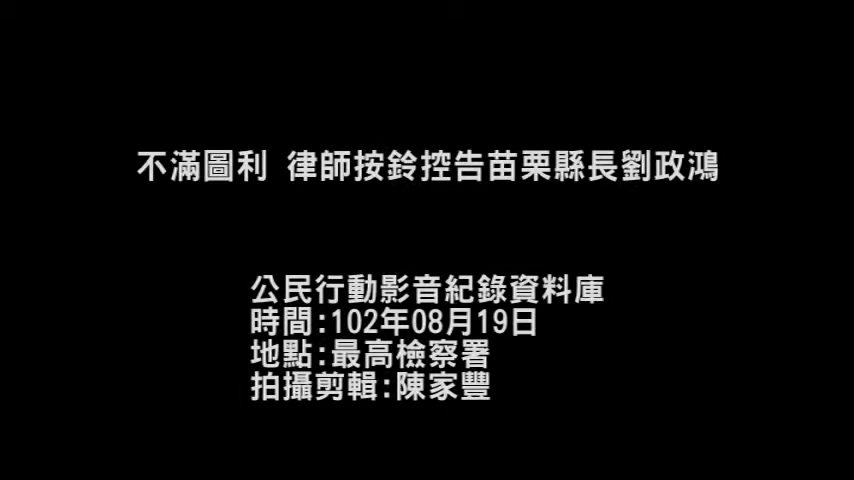 不滿圖利 律師按鈴控告苗栗縣長劉政鴻
公民行動影音紀錄資料庫
時間:102年08月19日
地點:最高檢察署
拍攝剪輯:陳家豐